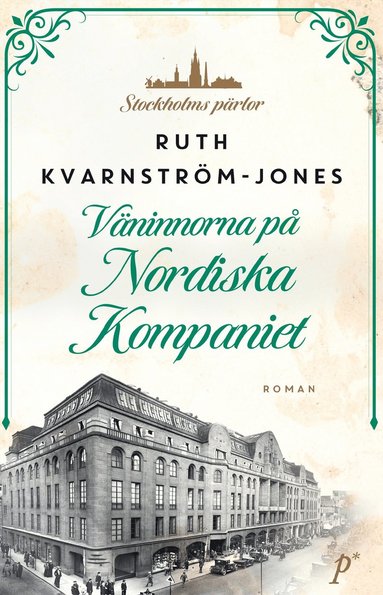 Stockholms pärlor
RUTH
KVARNSTRÖM-JONES
Väninnorna på
Nordiska
Kompaniet
ROMAN
p*